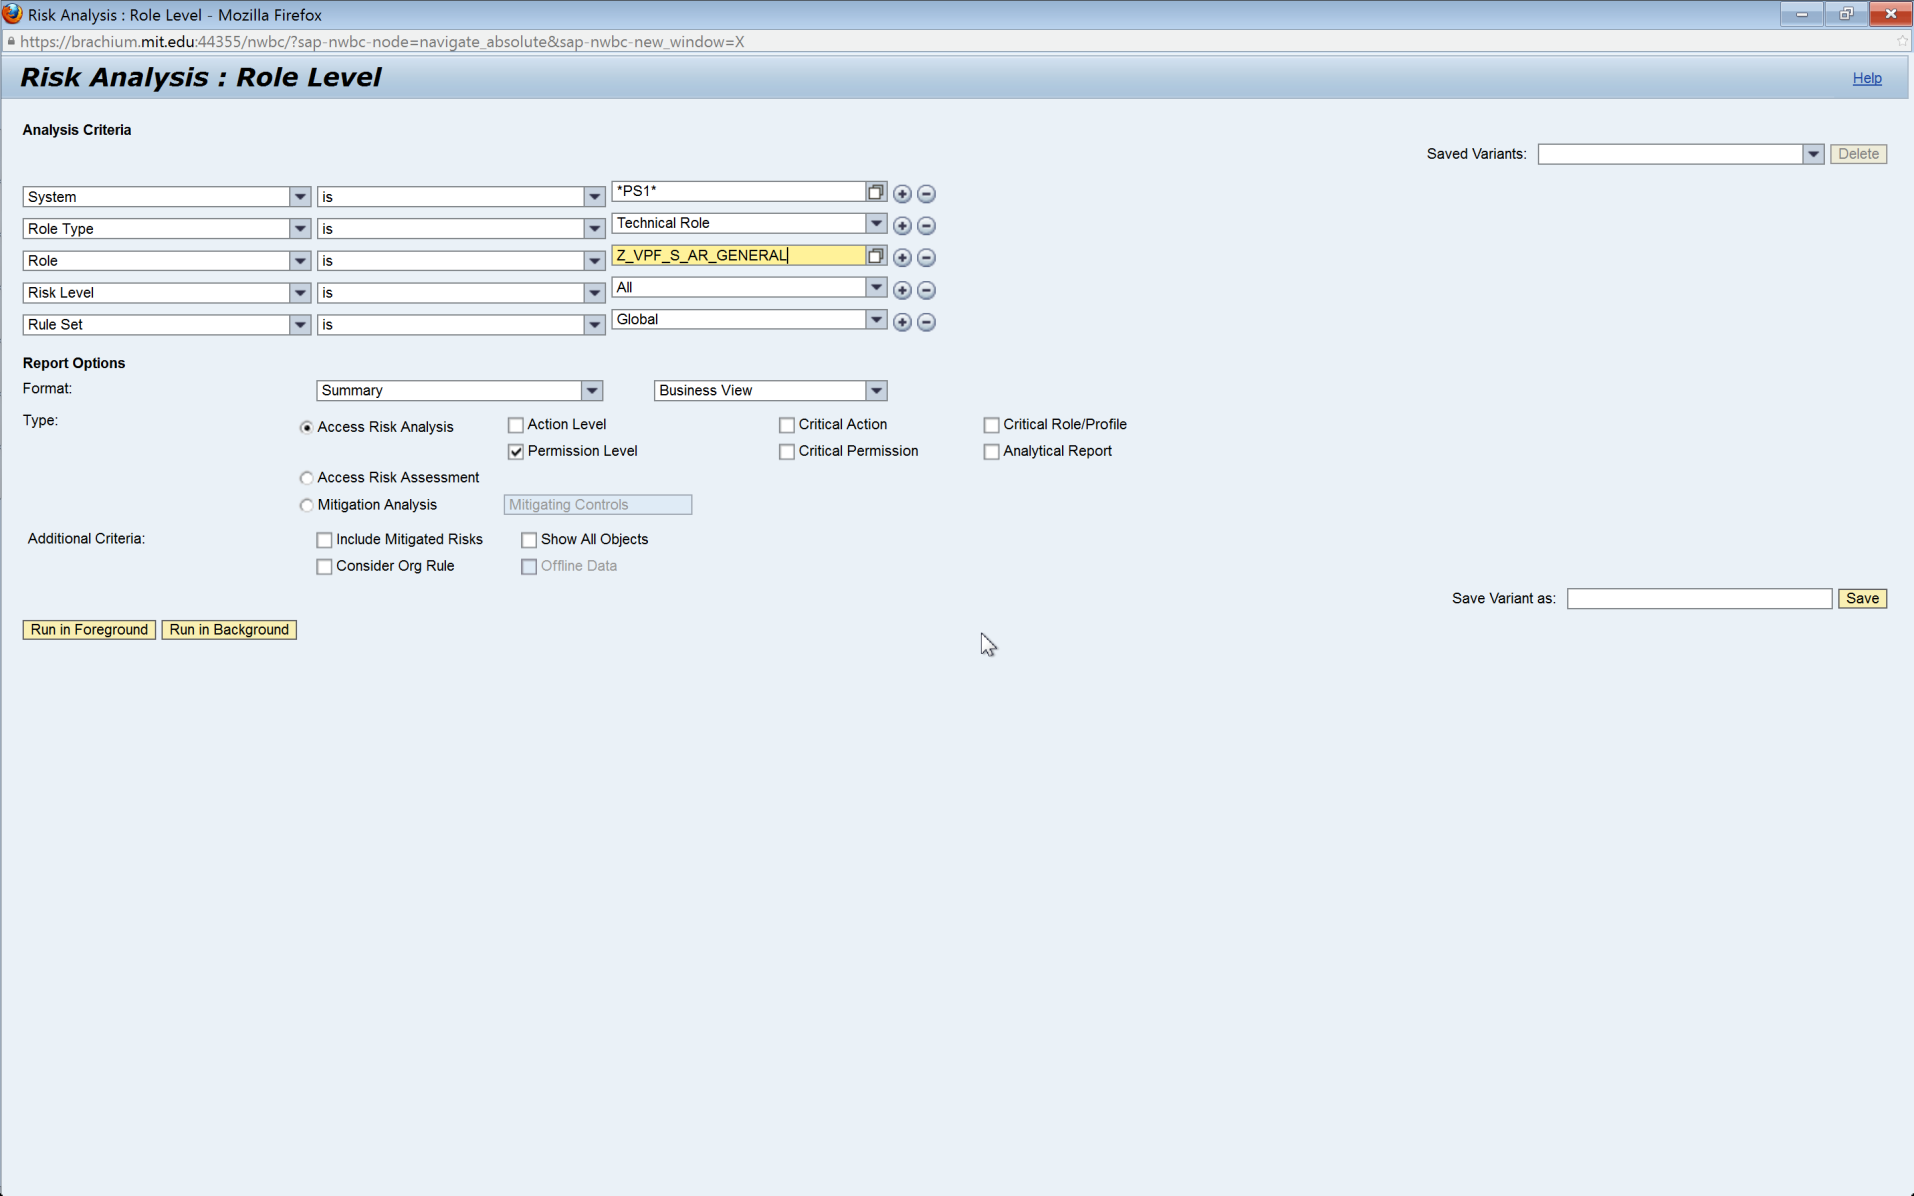 Risk Analysis : Role Level - Mozilla Firefox
https://brachium.mit.edu:44355/nwbc/?sap-nwbc-node=navigate_absolute&sap-nwbc-new_window=X
Risk Analysis : Role Level Help
Analysis Criteria
Saved Variants: Delete
System is *PS1*
Role Type is Technical Role
Role is Z_VPF_S_AR_GENERAL
Risk Level is All
Rule Set is Global
Report Options
Format: Summary Business View
Type: Access Risk Analysis Action Level Critical Action Critical Role/Profile
Permission Level Critical Permission Analytical Report
Access Risk Assessment
Mitigation Analysis Mitigating Controls
Additional Criteria: Include Mitigated Risks Show All Objects
Consider Org Rule Offline Data
Save Variant as: Save
Run in Foreground Run in Background